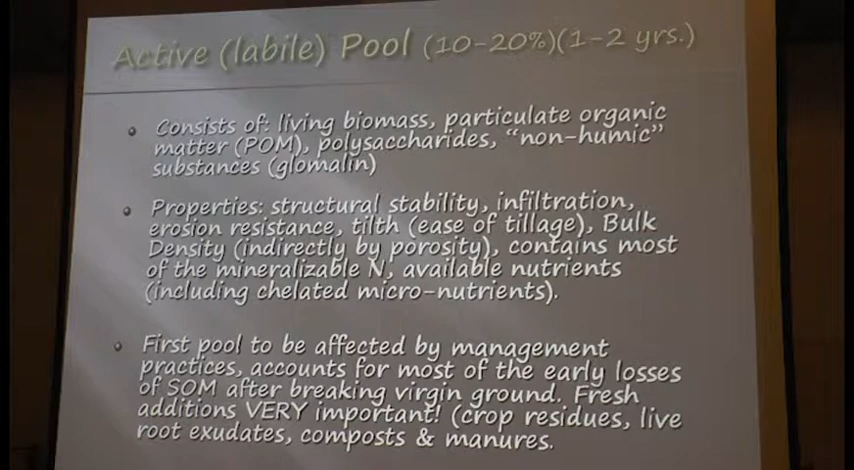 Active (labile) Pool (10-20%)(1-2 yrs.)
Consists of: living biomass, particulate organic
matter (POM), polysaccharides, “non-humic”
substances (glomalin)
Properties: structural stability, infiltration,
erosion resistance, tilth (ease of tillage), Bulk
Density (indirectly by porosity), contains most
of the mineralizable N, available nutrients
(including chelated micro-nutrients).
First pool to be affected by management
practices, accounts for most of the early losses
of SOM after breaking virgin ground. Fresh
additions VERY important! (crop residues, live
root exudates, composts & manures.